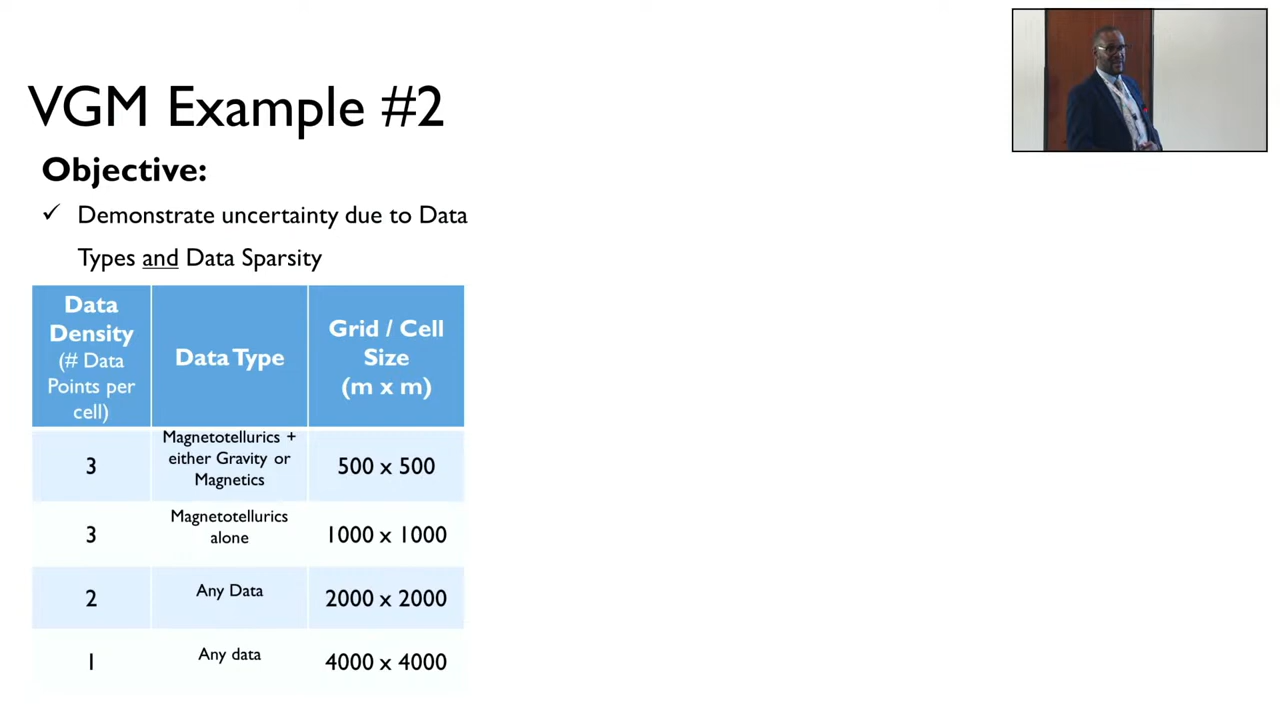 VGM Example #2
Objective:
✓ Demonstrate uncertainty due to Data
Types and Data Sparsity
Data
Density
(# Data
Points per
cell)
Data Type
Grid / Cell
Size
(m x m)
3
Magnetotellurics +
either Gravity or
Magnetics
500 x 500
3
Magnetotellurics
alone
1000 x 1000
2
Any Data
2000 x 2000
1
Any data
4000 x 4000